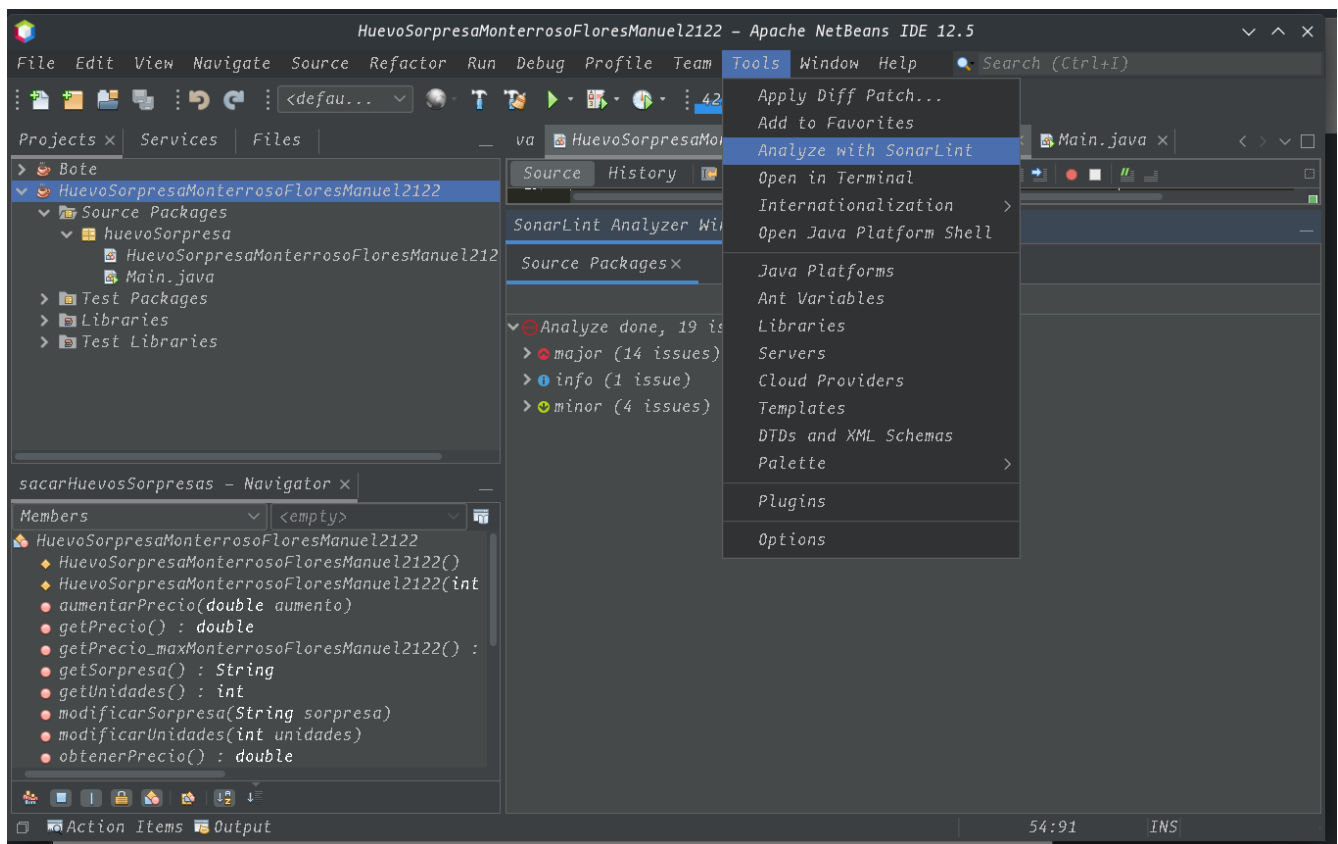 HuevoSorpresaMonterrosoFloresManuel2122 – Apache NetBeans IDE 12.5
File Edit View Navigate Source Refactor Run Debug Profile Team Tools Window Help Search (Ctrl+I)
<defau...
42
Projects Services Files
va HuevoSorpresaMo Main.java
Source History
Bote
HuevoSorpresaMonterrosoFloresManuel2122
Source Packages
huevoSorpresa
HuevoSorpresaMonterrosoFloresManuel212
Main.java
Test Packages
Libraries
Test Libraries
SonarLint Analyzer Wi
Source Packages
Analyze done, 19 is
major (14 issues)
info (1 issue)
minor (4 issues)
Apply Diff Patch...
Add to Favorites
Analyze with SonarLint
Open in Terminal
Internationalization
Open Java Platform Shell
Java Platforms
Ant Variables
Libraries
Servers
Cloud Providers
Templates
DTDs and XML Schemas
Palette
Plugins
Options
sacarHuevosSorpresas – Navigator
Members <empty>
HuevoSorpresaMonterrosoFloresManuel2122
HuevoSorpresaMonterrosoFloresManuel2122()
HuevoSorpresaMonterrosoFloresManuel2122(int
aumentarPrecio(double aumento)
getPrecio() : double
getPrecio_maxMonterrosoFloresManuel2122() :
getSorpresa() : String
getUnidades() : int
modificarSorpresa(String sorpresa)
modificarUnidades(int unidades)
obtenerPrecio() : double
Action Items Output
54:91 INS